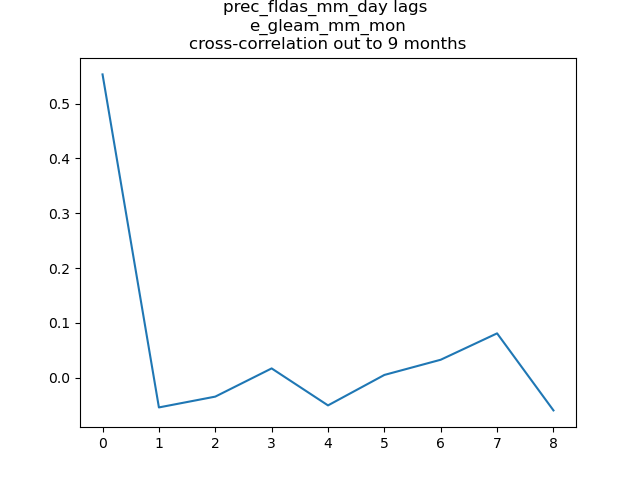 prec_fldas_mm_day lags
e_gleam_mm_mon
cross-correlation out to 9 months
0.5
0.4
0.3
0.2
0.1
0.0
0 1 2 3 4 5 6 7 8